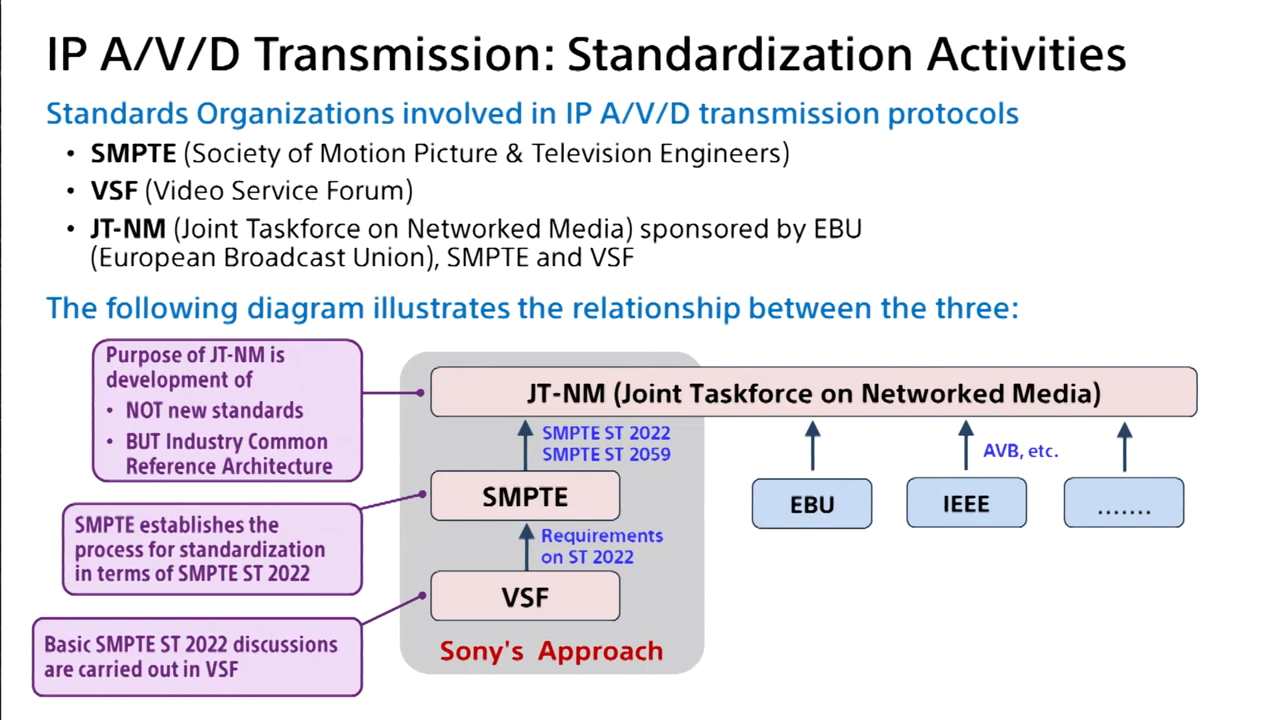 IP A/V/D Transmission: Standardization Activities
Standards Organizations involved in IP A/V/D transmission protocols
• SMPTE (Society of Motion Picture & Television Engineers)
• VSF (Video Service Forum)
• JT-NM (Joint Taskforce on Networked Media) sponsored by EBU
(European Broadcast Union), SMPTE and VSF
The following diagram illustrates the relationship between the three:
Purpose of JT-NM is
development of
• NOT new standards
• BUT Industry Common
Reference Architecture
JT-NM (Joint Taskforce on Networked Media)
SMPTE ST 2022
SMPTE ST 2059
AVB, etc.
SMPTE
EBU
IEEE
.......
SMPTE establishes the
process for standardization
in terms of SMPTE ST 2022
Requirements
on ST 2022
VSF
Basic SMPTE ST 2022 discussions
are carried out in VSF
Sony's Approach